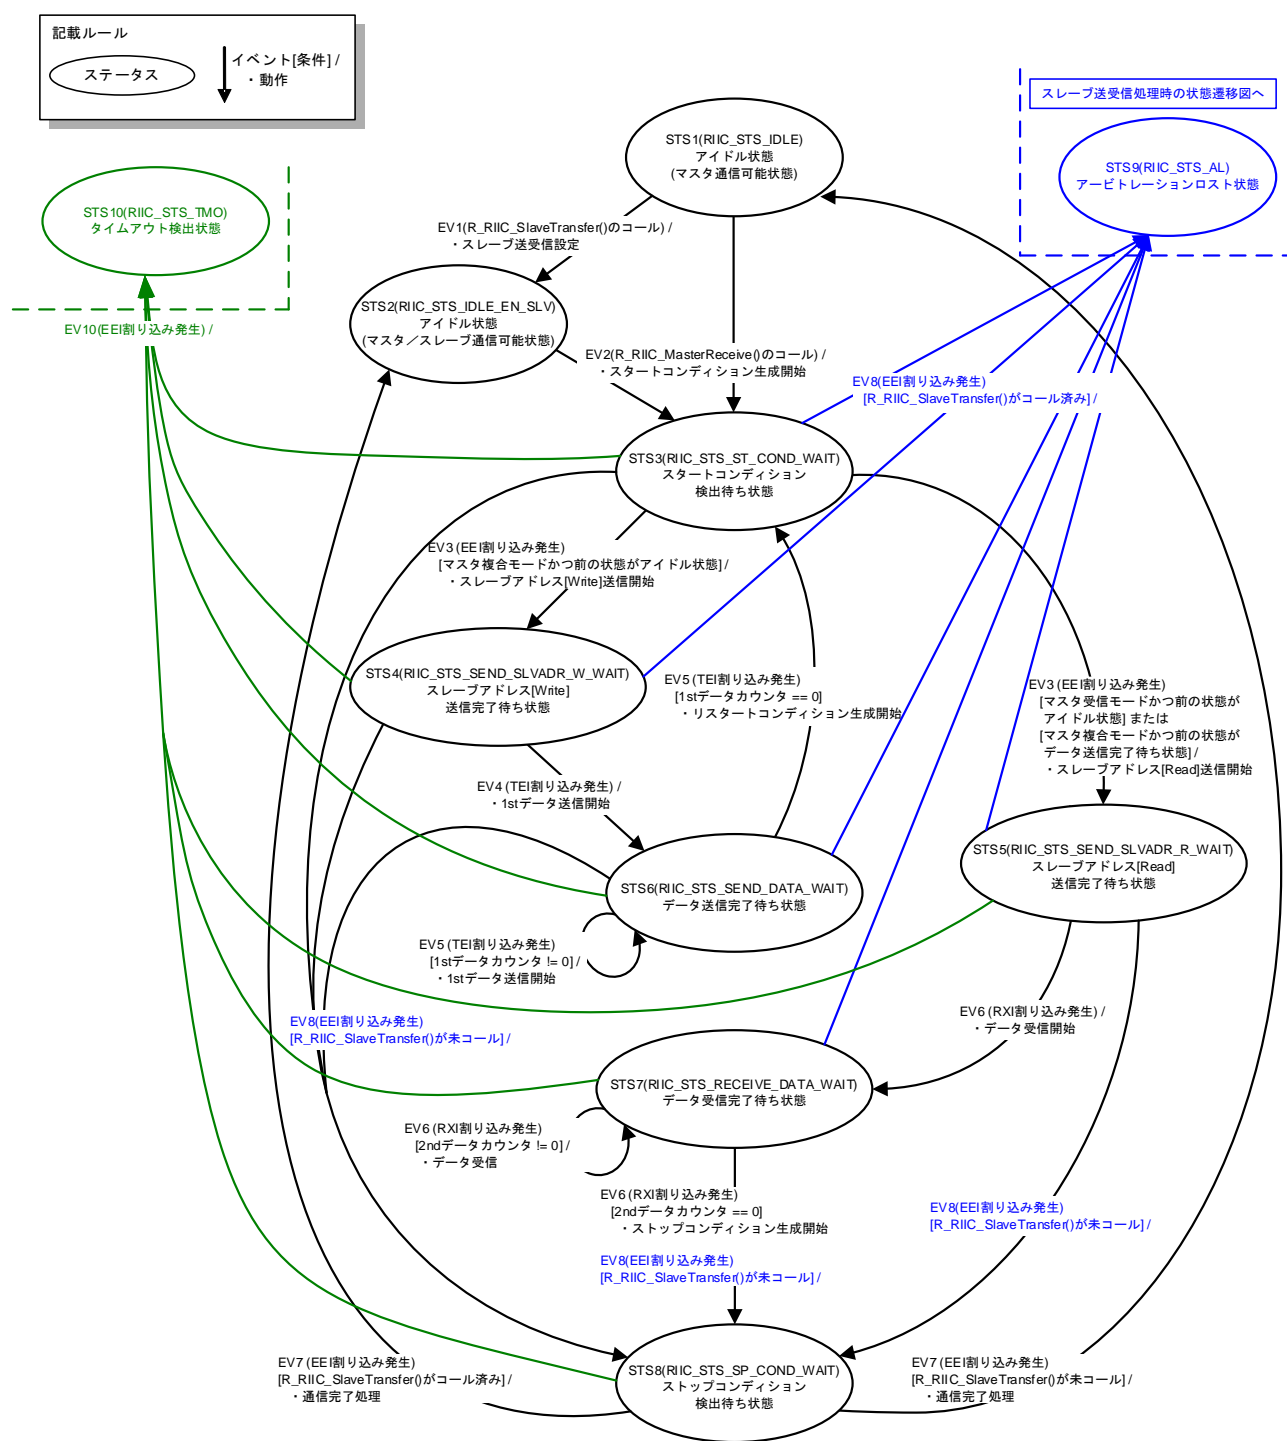 記載ルール
ステータス
イベント[条件] /
・動作
スレーブ送受信処理時の状態遷移図へ
STS1(RIIC_STS_IDLE)
アイドル状態
(マスタ通信可能状態)
STS9(RIIC_STS_AL)
アービトレーションロスト状態
STS10(RIIC_STS_TMO)
タイムアウト検出状態
EV1(R_RIIC_SlaveTransfer()のコール) /
・スレーブ送受信設定
STS2(RIIC_STS_IDLE_EN_SLV)
アイドル状態
(マスタ／スレーブ通信可能状態)
EV10(EEI割り込み発生) /
EV2(R_RIIC_MasterReceive()のコール) /
・スタートコンディション生成開始
EV8(EEI割り込み発生)
[R_RIIC_SlaveTransfer()がコール済み] /
STS3(RIIC_STS_ST_COND_WAIT)
スタートコンディション
検出待ち状態
EV3 (EEI割り込み発生)
[マスタ複合モードかつ前の状態がアイドル状態] /
・スレーブアドレス[Write]送信開始
STS4(RIIC_STS_SEND_SLVADR_W_WAIT)
スレーブアドレス[Write]
送信完了待ち状態
EV5 (TEI割り込み発生)
[1stデータカウンタ == 0]
・リスタートコンディション生成開始
EV3 (EEI割り込み発生)
[マスタ受信モードかつ前の状態が
アイドル状態] または
[マスタ複合モードかつ前の状態が
データ送信完了待ち状態] /
・スレーブアドレス[Read]送信開始
EV4 (TEI割り込み発生) /
・1stデータ送信開始
STS6(RIIC_STS_SEND_DATA_WAIT)
データ送信完了待ち状態
STS5(RIIC_STS_SEND_SLVADR_R_WAIT)
スレーブアドレス[Read]
送信完了待ち状態
EV5 (TEI割り込み発生)
[1stデータカウンタ != 0] /
・1stデータ送信開始
EV8(EEI割り込み発生)
[R_RIIC_SlaveTransfer()が未コール] /
EV6 (RXI割り込み発生) /
・データ受信開始
STS7(RIIC_STS_RECEIVE_DATA_WAIT)
データ受信完了待ち状態
EV6 (RXI割り込み発生)
[2ndデータカウンタ != 0] /
・データ受信
EV6 (RXI割り込み発生)
[2ndデータカウンタ == 0]
・ストップコンディション生成開始
EV8(EEI割り込み発生)
[R_RIIC_SlaveTransfer()が未コール] /
EV8(EEI割り込み発生)
[R_RIIC_SlaveTransfer()が未コール] /
EV7 (EEI割り込み発生)
[R_RIIC_SlaveTransfer()がコール済み] /
・通信完了処理
STS8(RIIC_STS_SP_COND_WAIT)
ストップコンディション
検出待ち状態
EV7 (EEI割り込み発生)
[R_RIIC_SlaveTransfer()が未コール] /
・通信完了処理